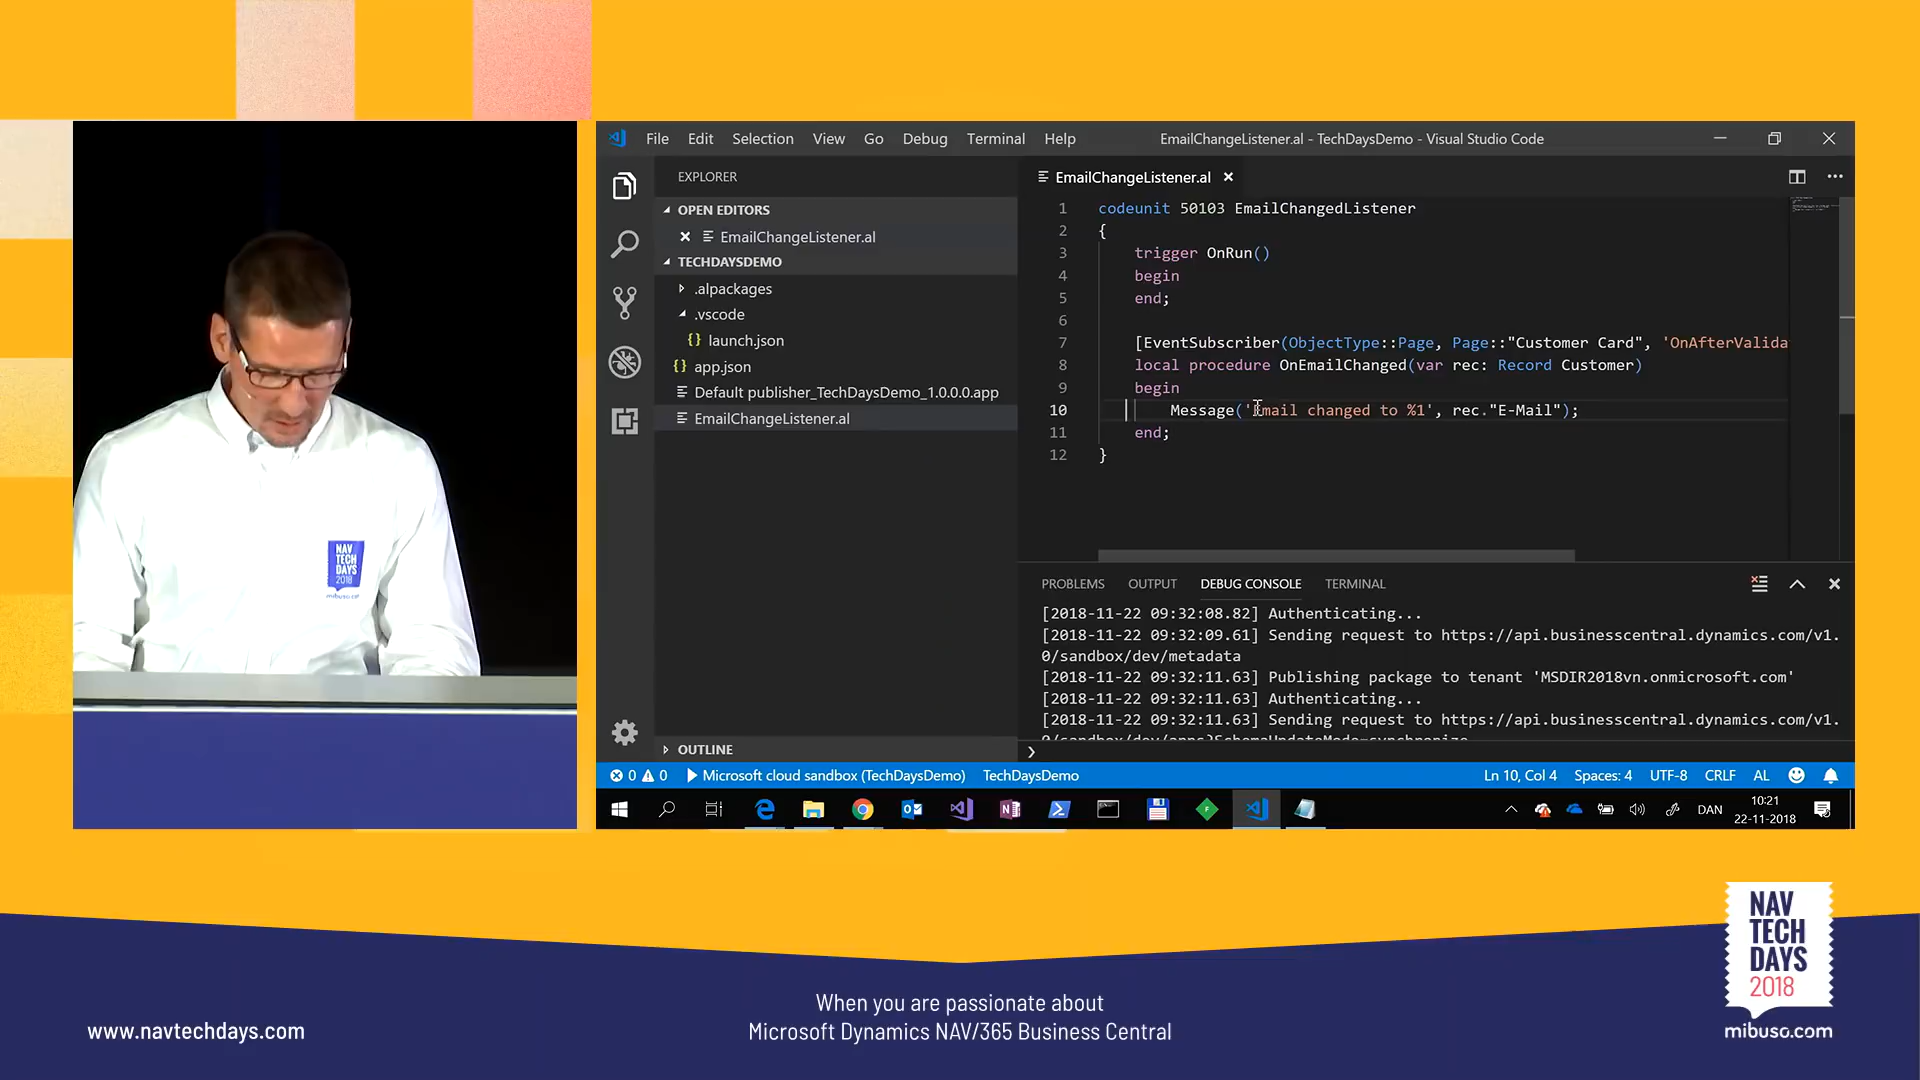 File Edit Selection View Go Debug Terminal Help
EmailChangeListener.al - TechDaysDemo - Visual Studio Code
EXPLORER
OPEN EDITORS
EmailChangeListener.al
TECHDAYSDEMO
.alpackages
.vscode
{} launch.json
{} app.json
Default publisher_TechDaysDemo_1.0.0.0.app
EmailChangeListener.al
OUTLINE
EmailChangeListener.al
1 codeunit 50103 EmailChangedListener
2 {
3 trigger OnRun()
4 begin
5 end;
6
7 [EventSubscriber(ObjectType::Page, Page::"Customer Card", 'OnAfterValida
8 local procedure OnEmailChanged(var rec: Record Customer)
9 begin
10 Message('Email changed to %1', rec."E-Mail");
11 end;
12 }
PROBLEMS OUTPUT DEBUG CONSOLE TERMINAL
[2018-11-22 09:32:08.82] Authenticating...
[2018-11-22 09:32:09.61] Sending request to https://api.businesscentral.dynamics.com/v1.
0/sandbox/dev/metadata
[2018-11-22 09:32:11.63] Publishing package to tenant 'MSDIR2018vn.onmicrosoft.com'
[2018-11-22 09:32:11.63] Authenticating...
[2018-11-22 09:32:11.63] Sending request to https://api.businesscentral.dynamics.com/v1.
0 0 Microsoft cloud sandbox (TechDaysDemo) TechDaysDemo
Ln 10, Col 4 Spaces: 4 UTF-8 CRLF AL
DAN
10:21
22-11-2018
NAV
TECH
DAYS
2018
NAV
TECH
DAYS
2018
mibuso.com
When you are passionate about
Microsoft Dynamics NAV/365 Business Central
www.navtechdays.com